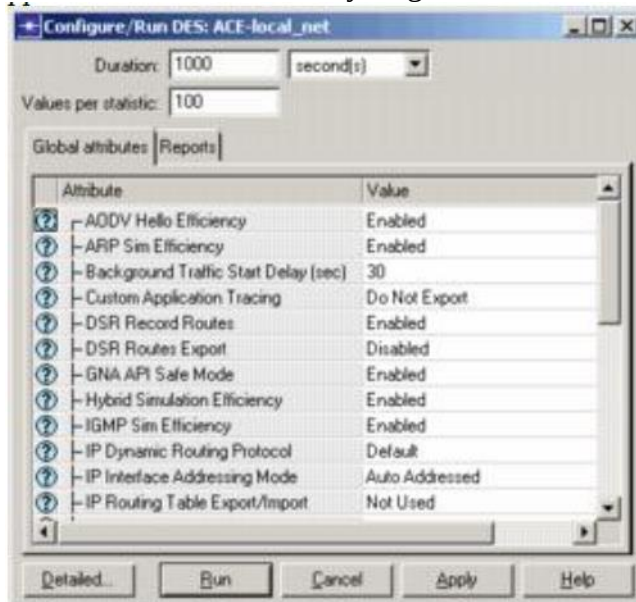 Configure/Run DES: ACE-local_net
Duration: 1000 second(s)
Values per statistic: 100
Global attributes Reports
Attribute Value
AODV Hello Efficiency Enabled
ARP Sim Efficiency Enabled
Background Traffic Start Delay (sec) 30
Custom Application Tracing Do Not Export
DSR Record Routes Enabled
DSR Routes Export Disabled
GNA API Safe Mode Enabled
Hybrid Simulation Efficiency Enabled
IGMP Sim Efficiency Enabled
IP Dynamic Routing Protocol Default
IP Interface Addressing Mode Auto Addressed
IP Routing Table Export/Import Not Used
Detailed... Run Cancel Apply Help